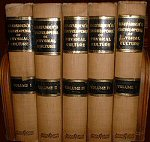 MACFADDEN'S
ENCYCLOPEDIA
OF
PHYSICAL
CULTURE
VOLUME
MACFADDEN'S
ENCYCLOPEDIA
OF
PHYSICAL
CULTURE
VOLUME
MACFADDEN'S
ENCYCLOPEDIA
OF
PHYSICAL
CULTURE
VOLUME
MACFADDEN'S
ENCYCLOPEDIA
OF
PHYSICAL
CULTURE
VOLUME
MACFADDEN'S
ENCYCLOPEDIA
OF
PHYSICAL
CULTURE
VOLUME